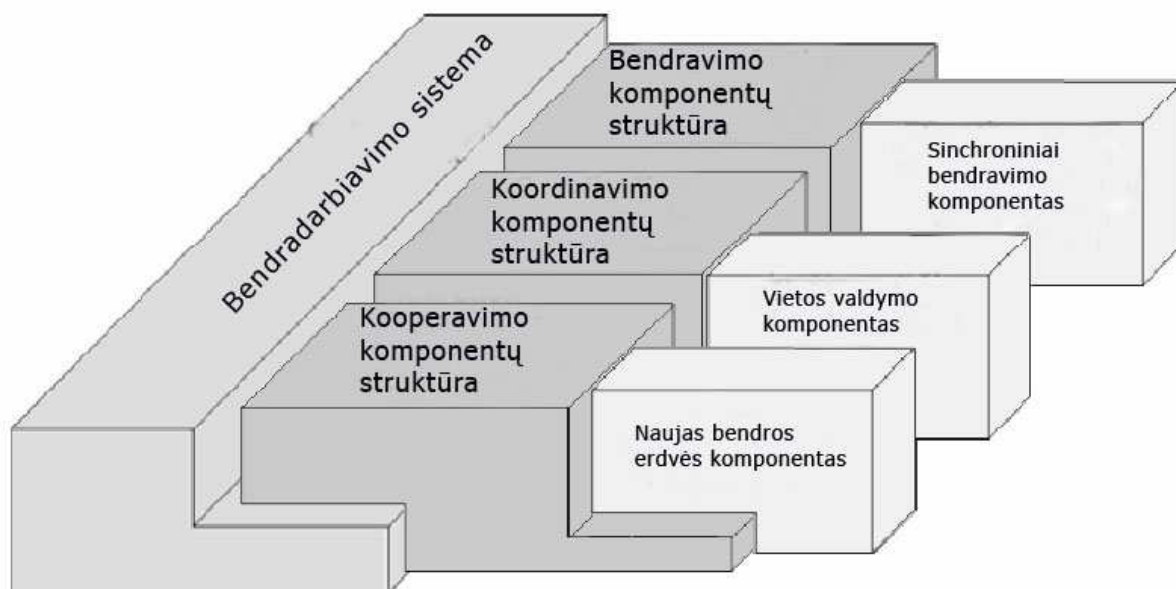 Bendradarbiavimo sistema
Bendravimo
komponentų
struktūra
Sinchroniniai
bendravimo
komponentas
Koordinavimo
komponentų
struktūra
Vietos valdymo
komponentas
Kooperavimo
komponentų
struktūra
Naujas bendros
erdvės komponentas